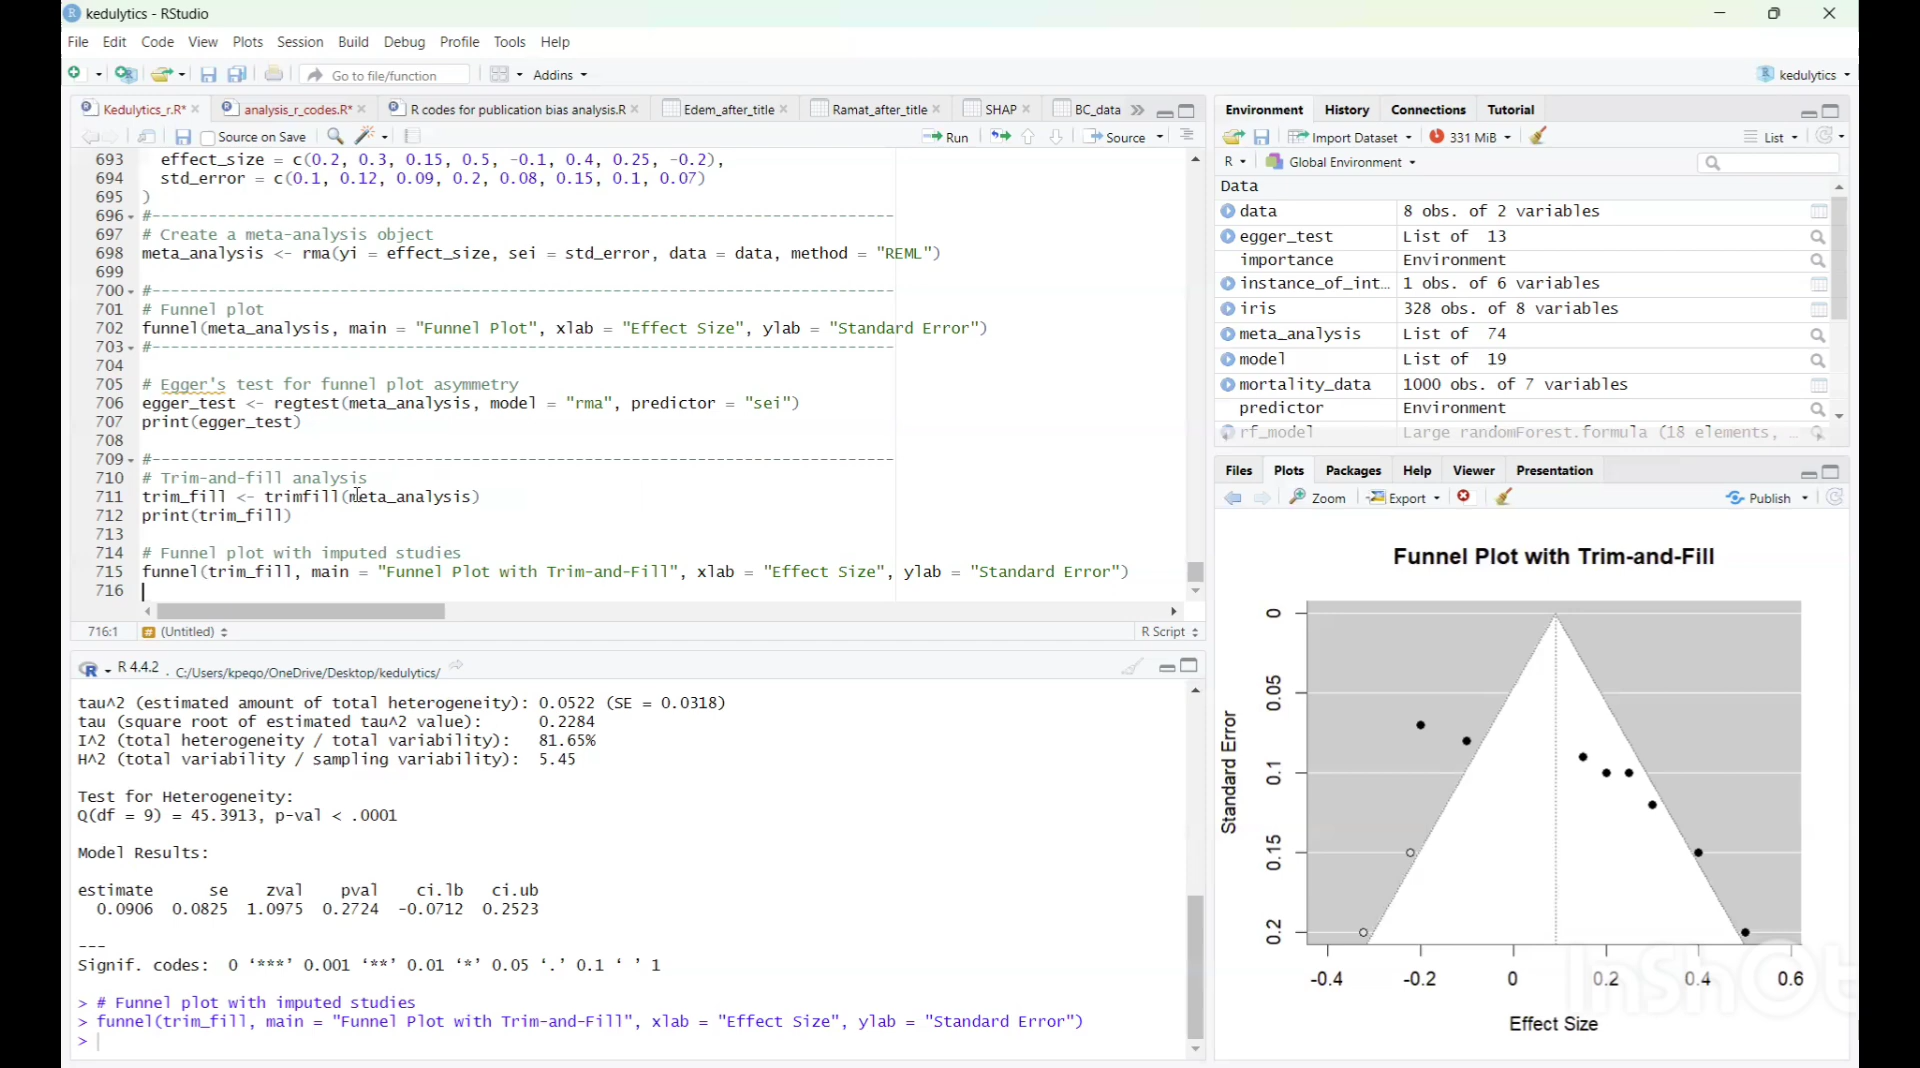 kedulytics - RStudio
File Edit Code View Plots Session Build Debug Profile Tools Help
Go to file/function Addins kedulytics
Kedulytics_r.R* analysis_r_codes.R* R codes for publication bias analysis.R Edem_after_title Ramat_after_title SHAP BC_data
Source on Save Run Source
693 effect_size = c(0.2, 0.3, 0.15, 0.5, -0.1, 0.4, 0.25, -0.2),
694 std_error = c(0.1, 0.12, 0.09, 0.2, 0.08, 0.15, 0.1, 0.07)
695 )
696 #-------------------------------------------------------------------------------
697 # Create a meta-analysis object
698 meta_analysis <- rma(yi = effect_size, sei = std_error, data = data, method = "REML")
699
700 #-------------------------------------------------------------------------------
701 # Funnel plot
702 funnel(meta_analysis, main = "Funnel Plot", xlab = "Effect Size", ylab = "Standard Error")
703 #-------------------------------------------------------------------------------
704
705 # Egger's test for funnel plot asymmetry
706 egger_test <- regtest(meta_analysis, model = "rma", predictor = "sei")
707 print(egger_test)
708
709 #-------------------------------------------------------------------------------
710 # Trim-and-fill analysis
711 trim_fill <- trimfill(meta_analysis)
712 print(trim_fill)
713
714 # Funnel plot with imputed studies
715 funnel(trim_fill, main = "Funnel Plot with Trim-and-Fill", xlab = "Effect Size", ylab = "Standard Error")
716
716:1 # (Untitled) R Script
R 4.4.2 . C:/Users/kpego/OneDrive/Desktop/kedulytics/
tau^2 (estimated amount of total heterogeneity): 0.0522 (SE = 0.0318)
tau (square root of estimated tau^2 value): 0.2284
I^2 (total heterogeneity / total variability): 81.65%
H^2 (total variability / sampling variability): 5.45
Test for Heterogeneity:
Q(df = 9) = 45.3913, p-val < .0001
Model Results:
estimate se zval pval ci.lb ci.ub
0.0906 0.0825 1.0975 0.2724 -0.0712 0.2523
---
Signif. codes: 0 ‘***’ 0.001 ‘**’ 0.01 ‘*’ 0.05 ‘.’ 0.1 ‘ ’ 1
> # Funnel plot with imputed studies
> funnel(trim_fill, main = "Funnel Plot with Trim-and-Fill", xlab = "Effect Size", ylab = "Standard Error")
>
Environment History Connections Tutorial
Import Dataset 331 MiB List
R Global Environment
Data
data 8 obs. of 2 variables
egger_test List of 13
importance Environment
instance_of_int… 1 obs. of 6 variables
iris 328 obs. of 8 variables
meta_analysis List of 74
model List of 19
mortality_data 1000 obs. of 7 variables
predictor Environment
rf_model Large randomForest.formula (18 elements, …
Files Plots Packages Help Viewer Presentation
Zoom Export Publish
Funnel Plot with Trim-and-Fill
Standard Error
0
0.05
0.1
0.15
0.2
-0.4 -0.2 0 0.2 0.4 0.6
Effect Size
InShOt